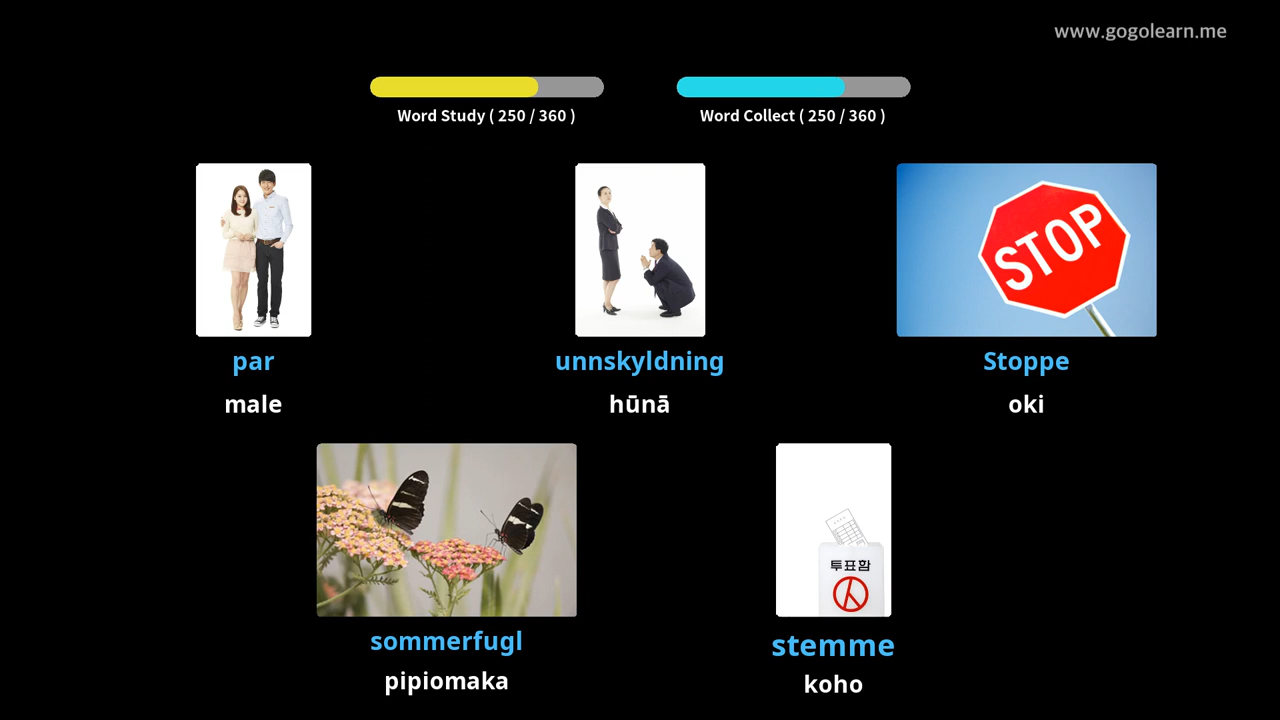 www.gogolearn.me
Word Study ( 250 / 360 )
Word Collect ( 250 / 360 )
STOP
par
unnskyldning
Stoppe
male
hūnā
oki
투표함
sommerfugl
stemme
pipiomaka
koho